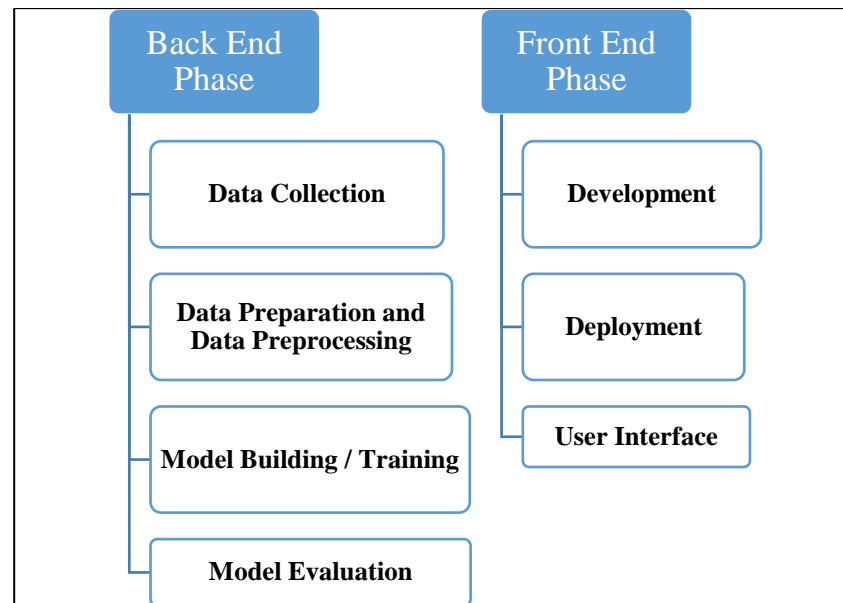 Back End
Phase
Data Collection
Data Preparation and
Data Preprocessing
Model Building / Training
Model Evaluation
Front End
Phase
Development
Deployment
User Interface